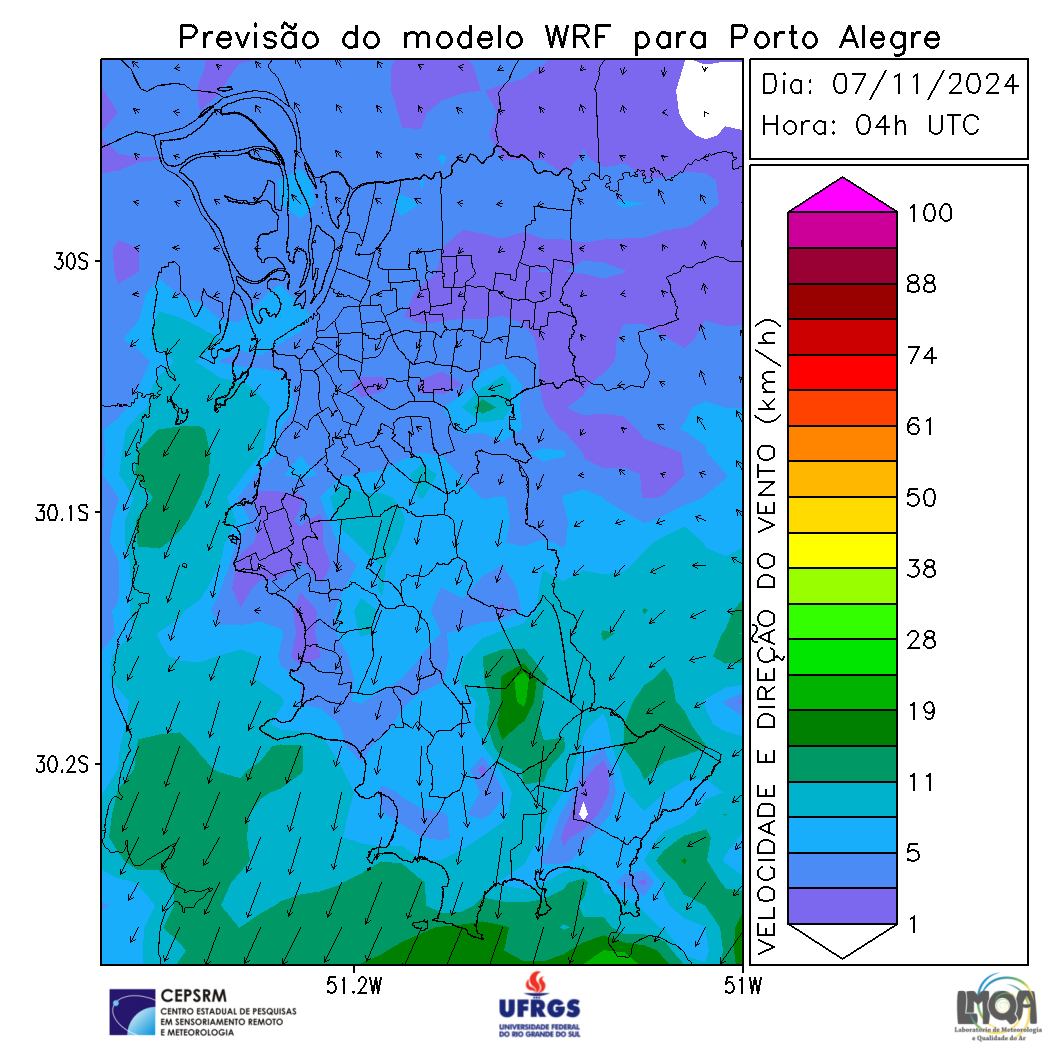 Previsão do modelo WRF para Porto Alegre
Dia: 07/11/2024
Hora: 04h UTC
30S
30.1S
30.2S
51.2W
51W
VELOCIDADE E DIREÇÃO DO VENTO (km/h)
100
88
74
61
50
38
28
19
11
5
1
CEPSRM
CENTRO ESTADUAL DE PESQUISAS
EM SENSORIAMENTO REMOTO
E METEOROLOGIA
UFRGS
UNIVERSIDADE FEDERAL
DO RIO GRANDE DO SUL
LMQA
Laboratório de Meteorologia
e Qualidade do Ar